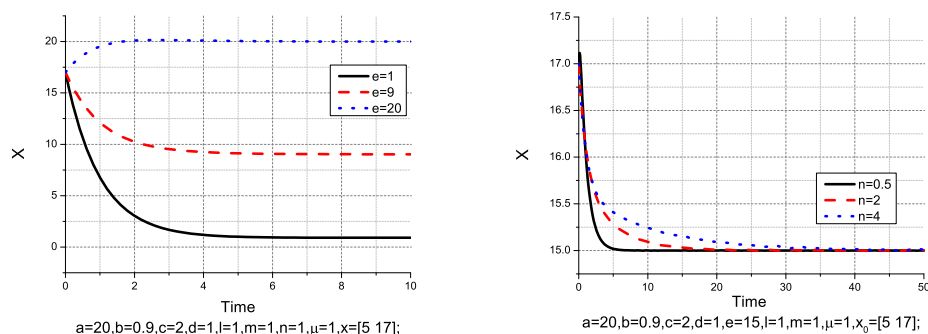 20
15
10
5
0
X
e=1
e=9
e=20
0 2 4 6 8 10
Time
a=20,b=0.9,c=2,d=1,l=1,m=1,n=1,μ=1,x=[5 17];
17.5
17.0
16.5
16.0
15.5
15.0
X
n=0.5
n=2
n=4
0 10 20 30 40 50
Time
a=20,b=0.9,c=2,d=1,e=15,l=1,m=1,μ=1,x₀=[5 17];